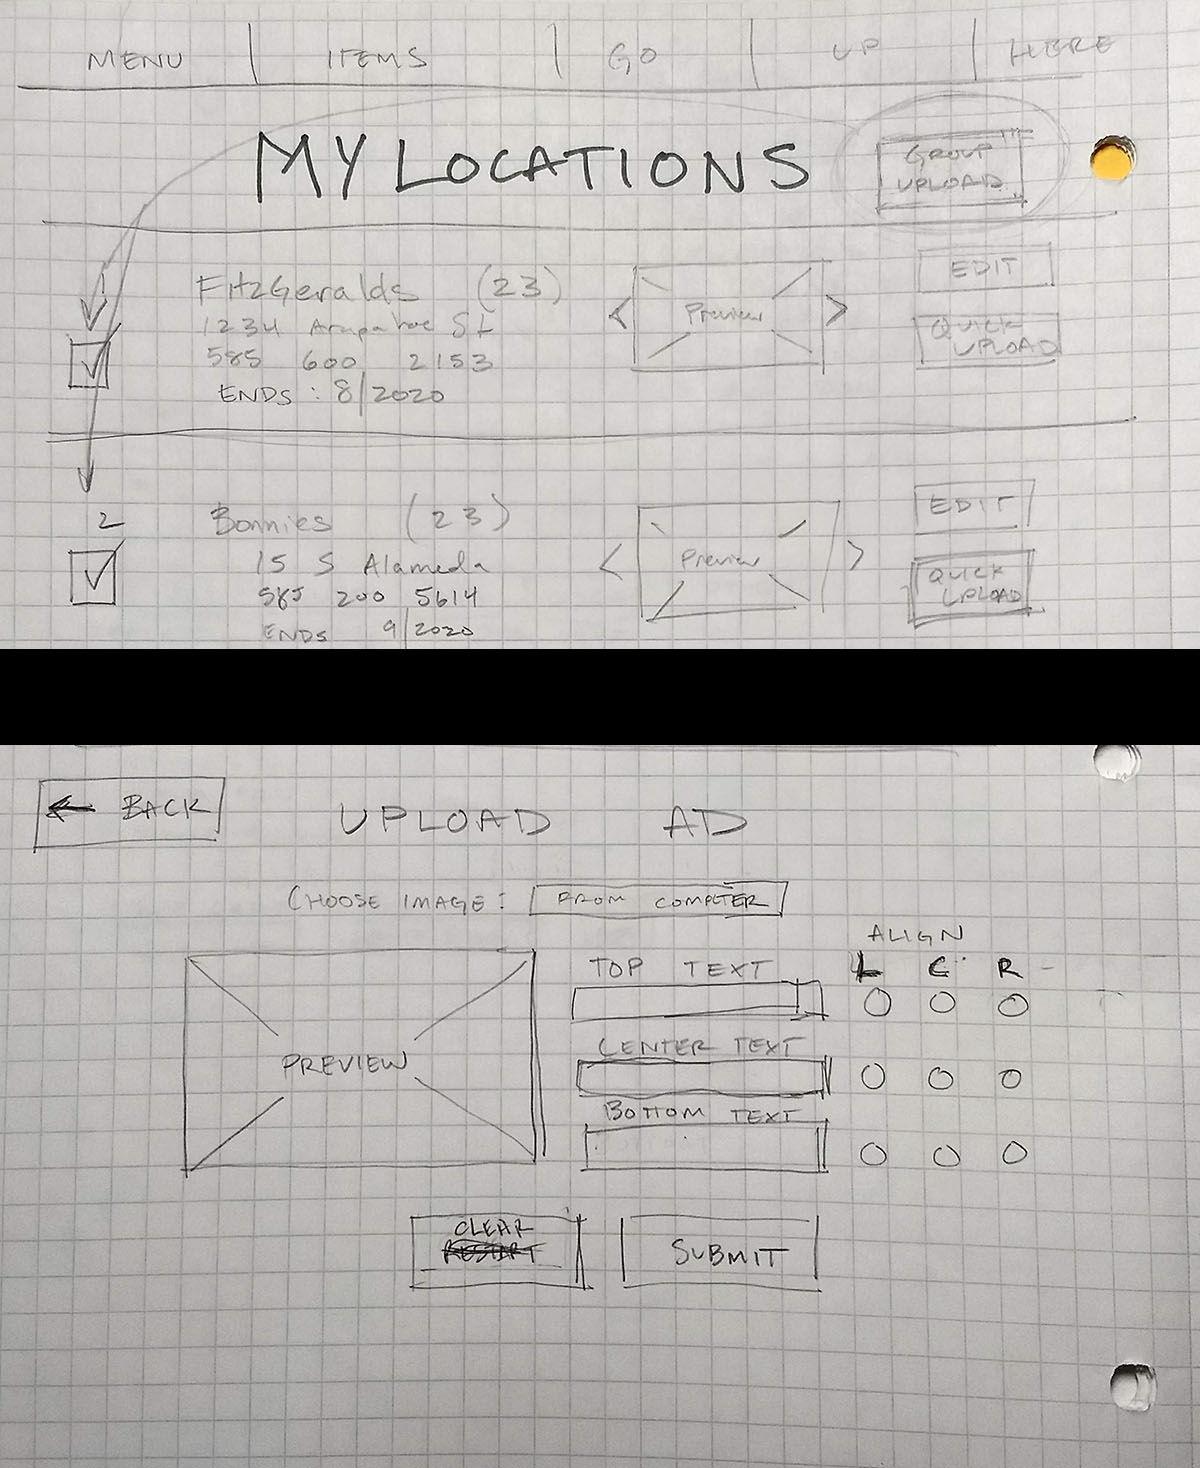 MENU | ITEMS | GO | UP | HERE
MY LOCATIONS
GROUP
UPLOAD
1
FitzGeralds (23)
1234 Arapahoe St
585 600 2153
ENDS : 8/2020
< Preview >
EDIT
QUICK
UPLOAD
2
Bonnies (23)
15 S Alameda
585 200 5614
ENDS 9/2020
< Preview >
EDIT
QUICK
UPLOAD
← BACK
UPLOAD AD
CHOOSE IMAGE: FROM COMPUTER
PREVIEW
ALIGN
L C R
TOP TEXT
CENTER TEXT
BOTTOM TEXT
CLEAR
RESTART
SUBMIT